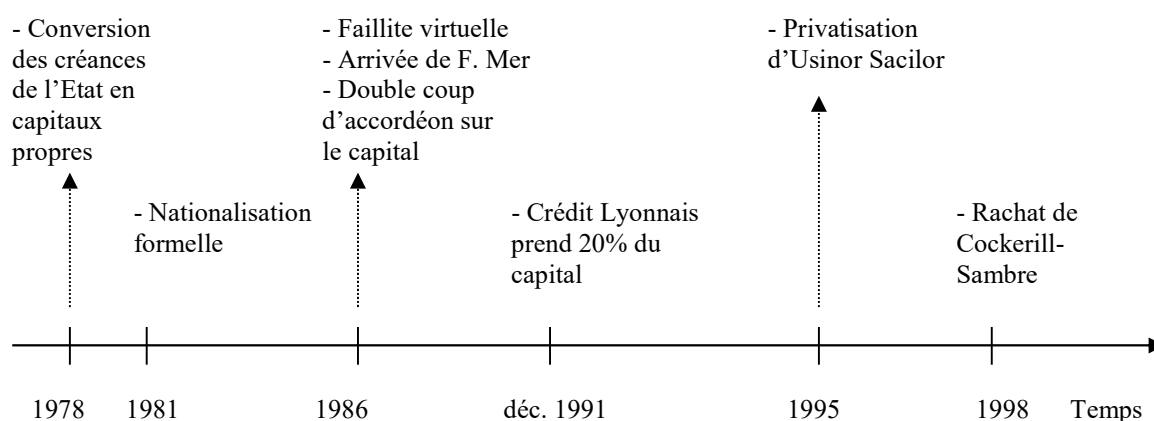 - Conversion
des créances
de l’Etat en
capitaux
propres
- Faillite virtuelle
- Arrivée de F. Mer
- Double coup
d’accordéon sur
le capital
- Privatisation
d’Usinor Sacilor
- Nationalisation
formelle
- Crédit Lyonnais
prend 20% du
capital
- Rachat de
Cockerill-
Sambre
1978 1981 1986 déc. 1991 1995 1998 Temps